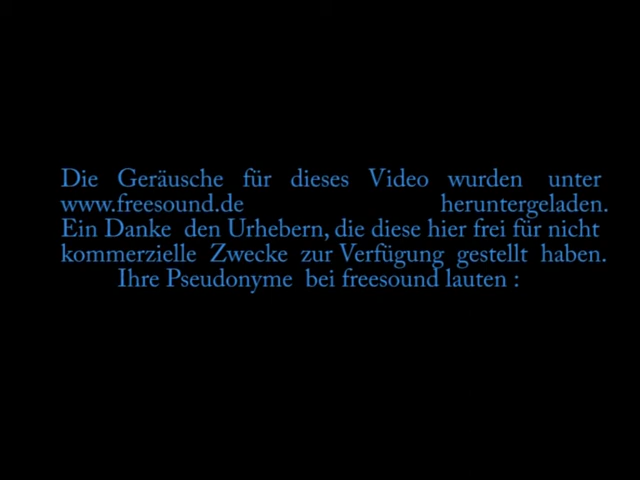 Die Geräusche für dieses Video wurden unter
www.freesound.de heruntergeladen.
Ein Danke den Urhebern, die diese hier frei für nicht
kommerzielle Zwecke zur Verfügung gestellt haben.
Ihre Pseudonyme bei freesound lauten :